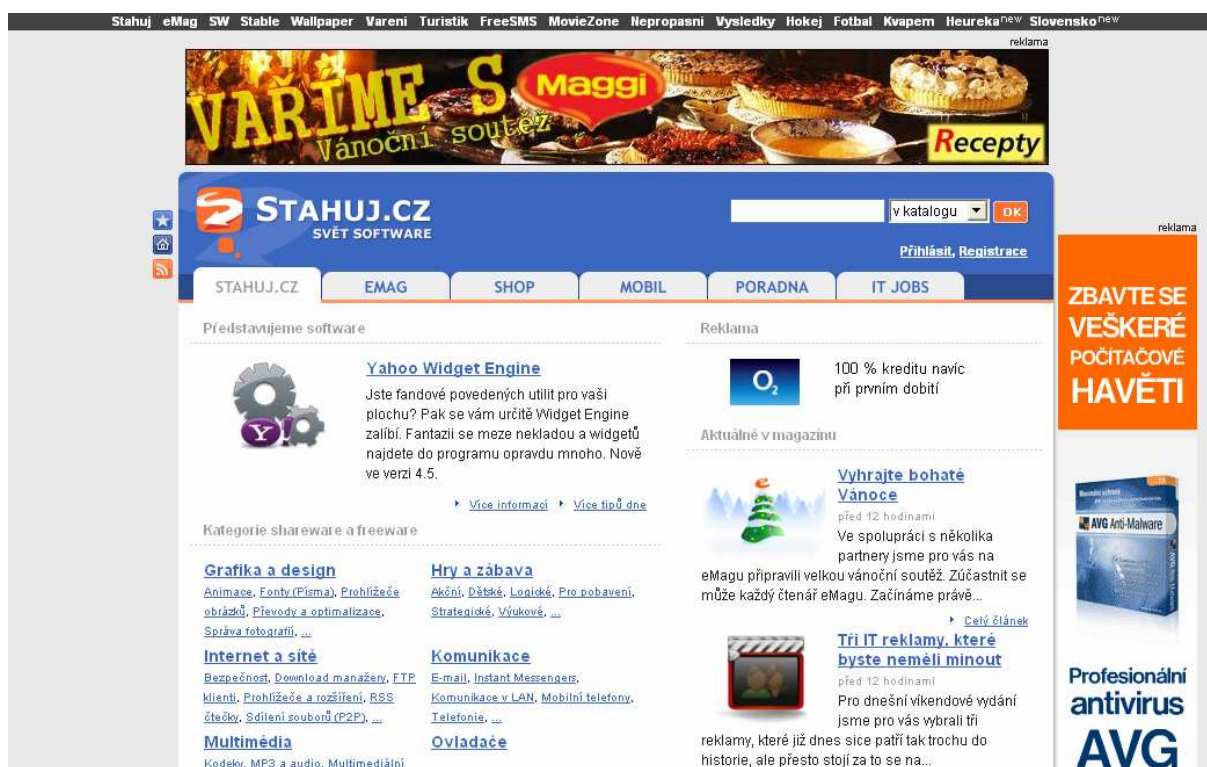 Stahuj eMag SW Stable Wallpaper Vareni Turistik FreeSMS MovieZone Nepropasni Vysledky Hokej Fotbal Kvapem Heureka new Slovensko new
reklama
VAŘÍME S Maggi
Vánoční soutěž
Recepty
STAHUJ.CZ
SVĚT SOFTWARE
v katalogu OK
Přihlásit, Registrace
reklama
STAHUJ.CZ EMAG SHOP MOBIL PORADNA IT JOBS
Představujeme software
Yahoo Widget Engine
Jste fandové povedených utilit pro vaši
plochu? Pak se vám určitě Widget Engine
zalíbí. Fantazii se meze nekladou a widgetů
najdete do programu opravdu mnoho. Nově
ve verzi 4.5.
Více informací Více tipů dne
Kategorie shareware a freeware
Grafika a design
Animace, Fonty (Písma), Prohlížeče
obrázků, Převody a optimalizace,
Správa fotografií, ...
Hry a zábava
Akční, Dětské, Logické, Pro pobavení,
Strategické, Výukové, ...
Internet a sítě
Bezpečnost, Download manažery, FTP
klienti, Prohlížeče a rozšíření, RSS
čtečky, Sdílení souborů (P2P), ...
Komunikace
E-mail, Instant Messengers,
Komunikace v LAN, Mobilní telefony,
Telefonie, ...
Multimédia
Kodeky, MP3 a audio, Multimediální
Ovladače
Reklama
O2
100 % kreditu navíc
při prvním dobití
Aktuálně v magazínu
Vyhrajte bohaté
Vánoce
před 12 hodinami
Ve spolupráci s několika
partnery jsme pro vás na
eMagu připravili velkou vánoční soutěž. Zúčastnit se
může každý čtenář eMagu. Začínáme právě...
Celý článek
Tři IT reklamy, které
byste neměli minout
před 12 hodinami
Pro dnešní víkendové vydání
jsme pro vás vybrali tři
reklamy, které již dnes sice patří tak trochu do
historie, ale přesto stojí za to se na...
ZBAVTE SE
VEŠKERÉ
POČÍTAČOVÉ
HAVĚTI
AVG Anti-Malware
Profesionální
antivirus
AVG